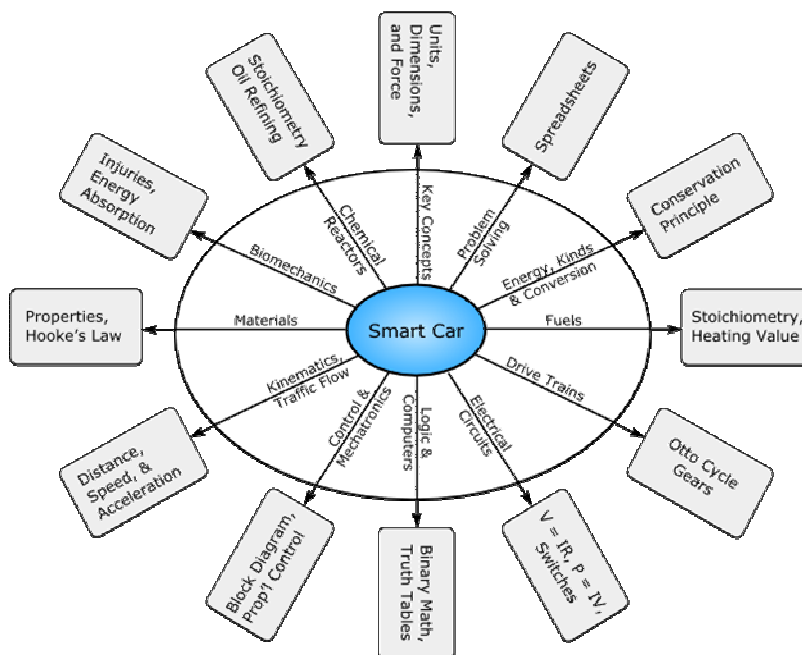 Units,
Dimensions,
and Force
Spreadsheets
Conservation
Principle
Stoichiometry,
Heating Value
Otto Cycle
Gears
V = IR, P = IV,
Switches
Binary Math,
Truth Tables
Block Diagram,
Prop'l Control
Distance,
Speed, &
Acceleration
Properties,
Hooke's Law
Injuries,
Energy
Absorption
Stoichiometry
Oil Refining
Key Concepts
Problem
Solving
Energy, Kinds
& Conversion
Fuels
Drive Trains
Electrical
Circuits
Logic &
Computers
Control &
Mechatronics
Kinematics,
Traffic Flow
Materials
Biomechanics
Chemical
Reactors
Smart Car